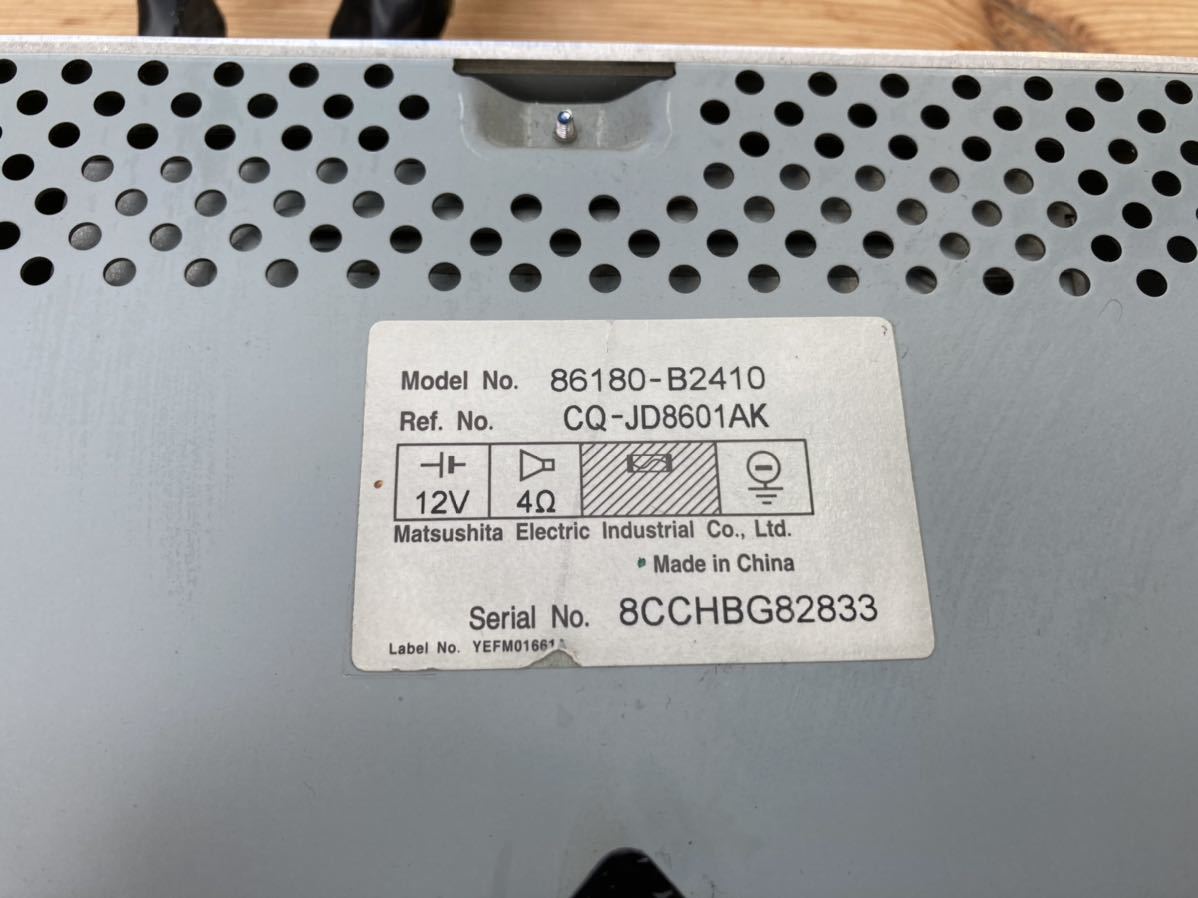 Model No. 86180-B2410
Ref. No. CQ-JD8601AK
12V 4Ω
Matsushita Electric Industrial Co., Ltd.
Made in China
Serial No. 8CCHBG82833
Label No. YEFM01661